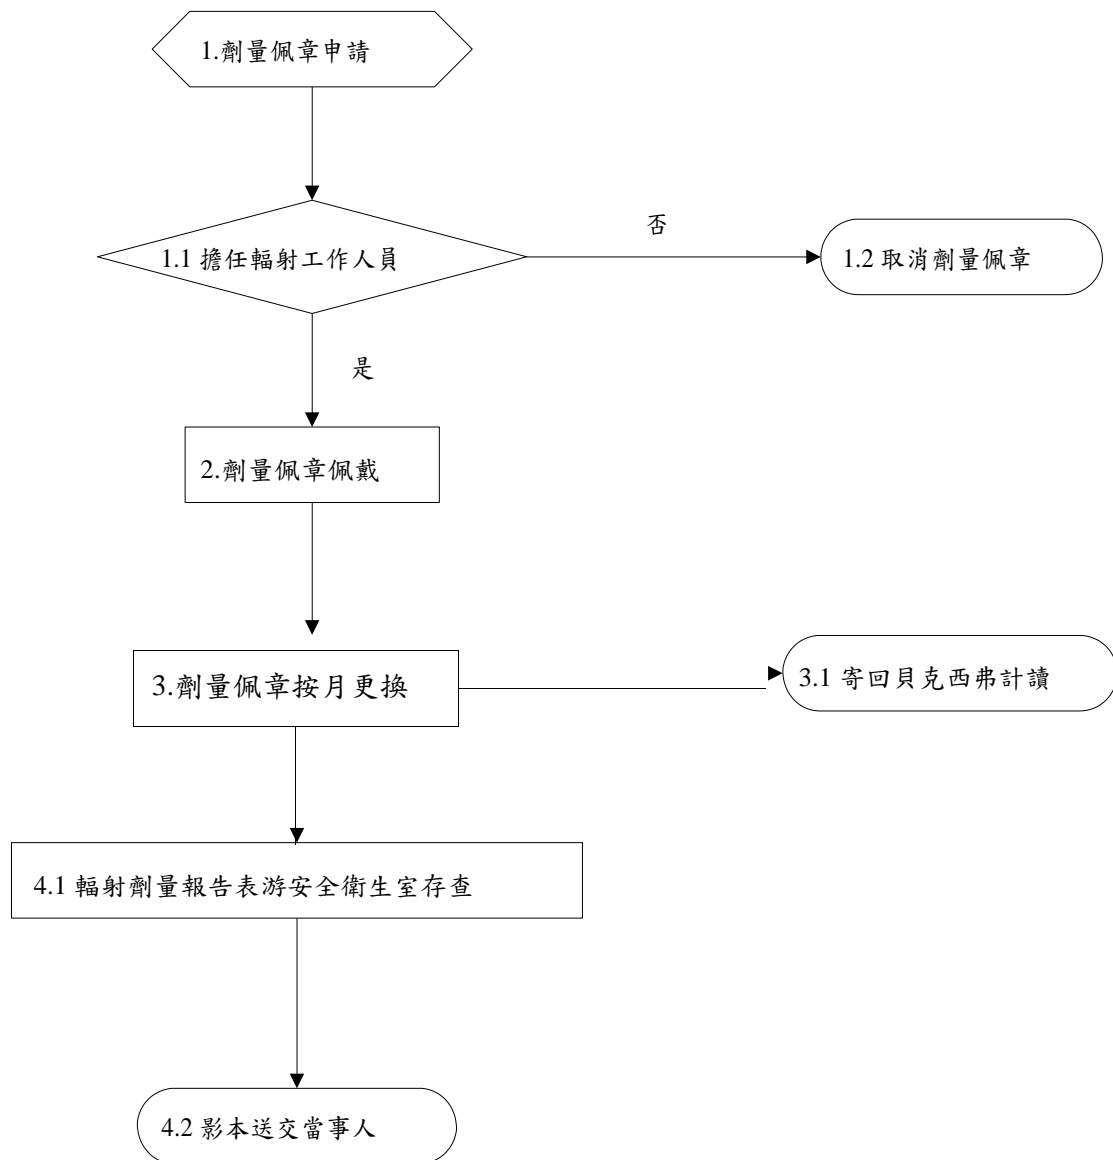 1.劑量佩章申請
1.1 擔任輻射工作人員
否
1.2 取消劑量佩章
是
2.劑量佩章佩戴
3.劑量佩章按月更換
3.1 寄回貝克西弗計讀
4.1 輻射劑量報告表游安全衛生室存查
4.2 影本送交當事人